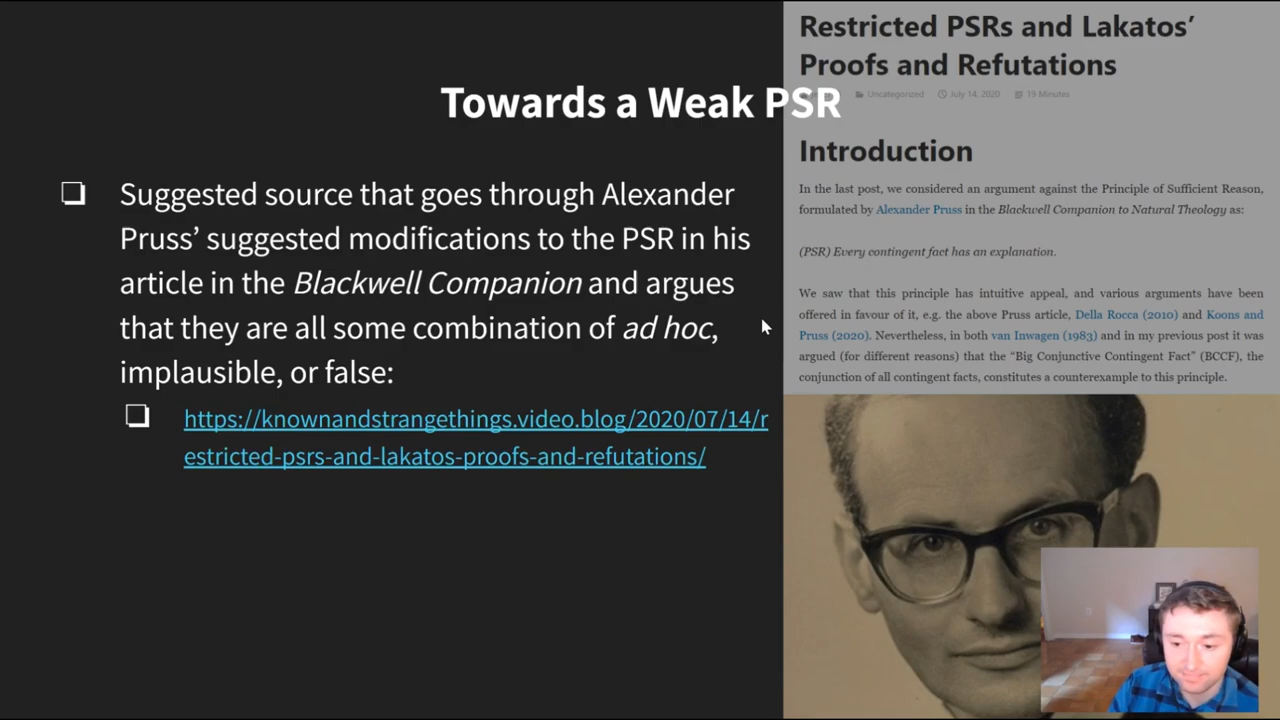 Towards a Weak PSR
Suggested source that goes through Alexander
Pruss’ suggested modifications to the PSR in his
article in the Blackwell Companion and argues
that they are all some combination of ad hoc,
implausible, or false:
https://knownandstrangethings.video.blog/2020/07/14/r
estricted-psrs-and-lakatos-proofs-and-refutations/
Restricted PSRs and Lakatos’
Proofs and Refutations
Uncategorized July 14, 2020 19 Minutes
Introduction
In the last post, we considered an argument against the Principle of Sufficient Reason,
formulated by Alexander Pruss in the Blackwell Companion to Natural Theology as:
(PSR) Every contingent fact has an explanation.
We saw that this principle has intuitive appeal, and various arguments have been
offered in favour of it, e.g. the above Pruss article, Della Rocca (2010) and Koons and
Pruss (2020). Nevertheless, in both van Inwagen (1983) and in my previous post it was
argued (for different reasons) that the “Big Conjunctive Contingent Fact” (BCCF), the
conjunction of all contingent facts, constitutes a counterexample to this principle.